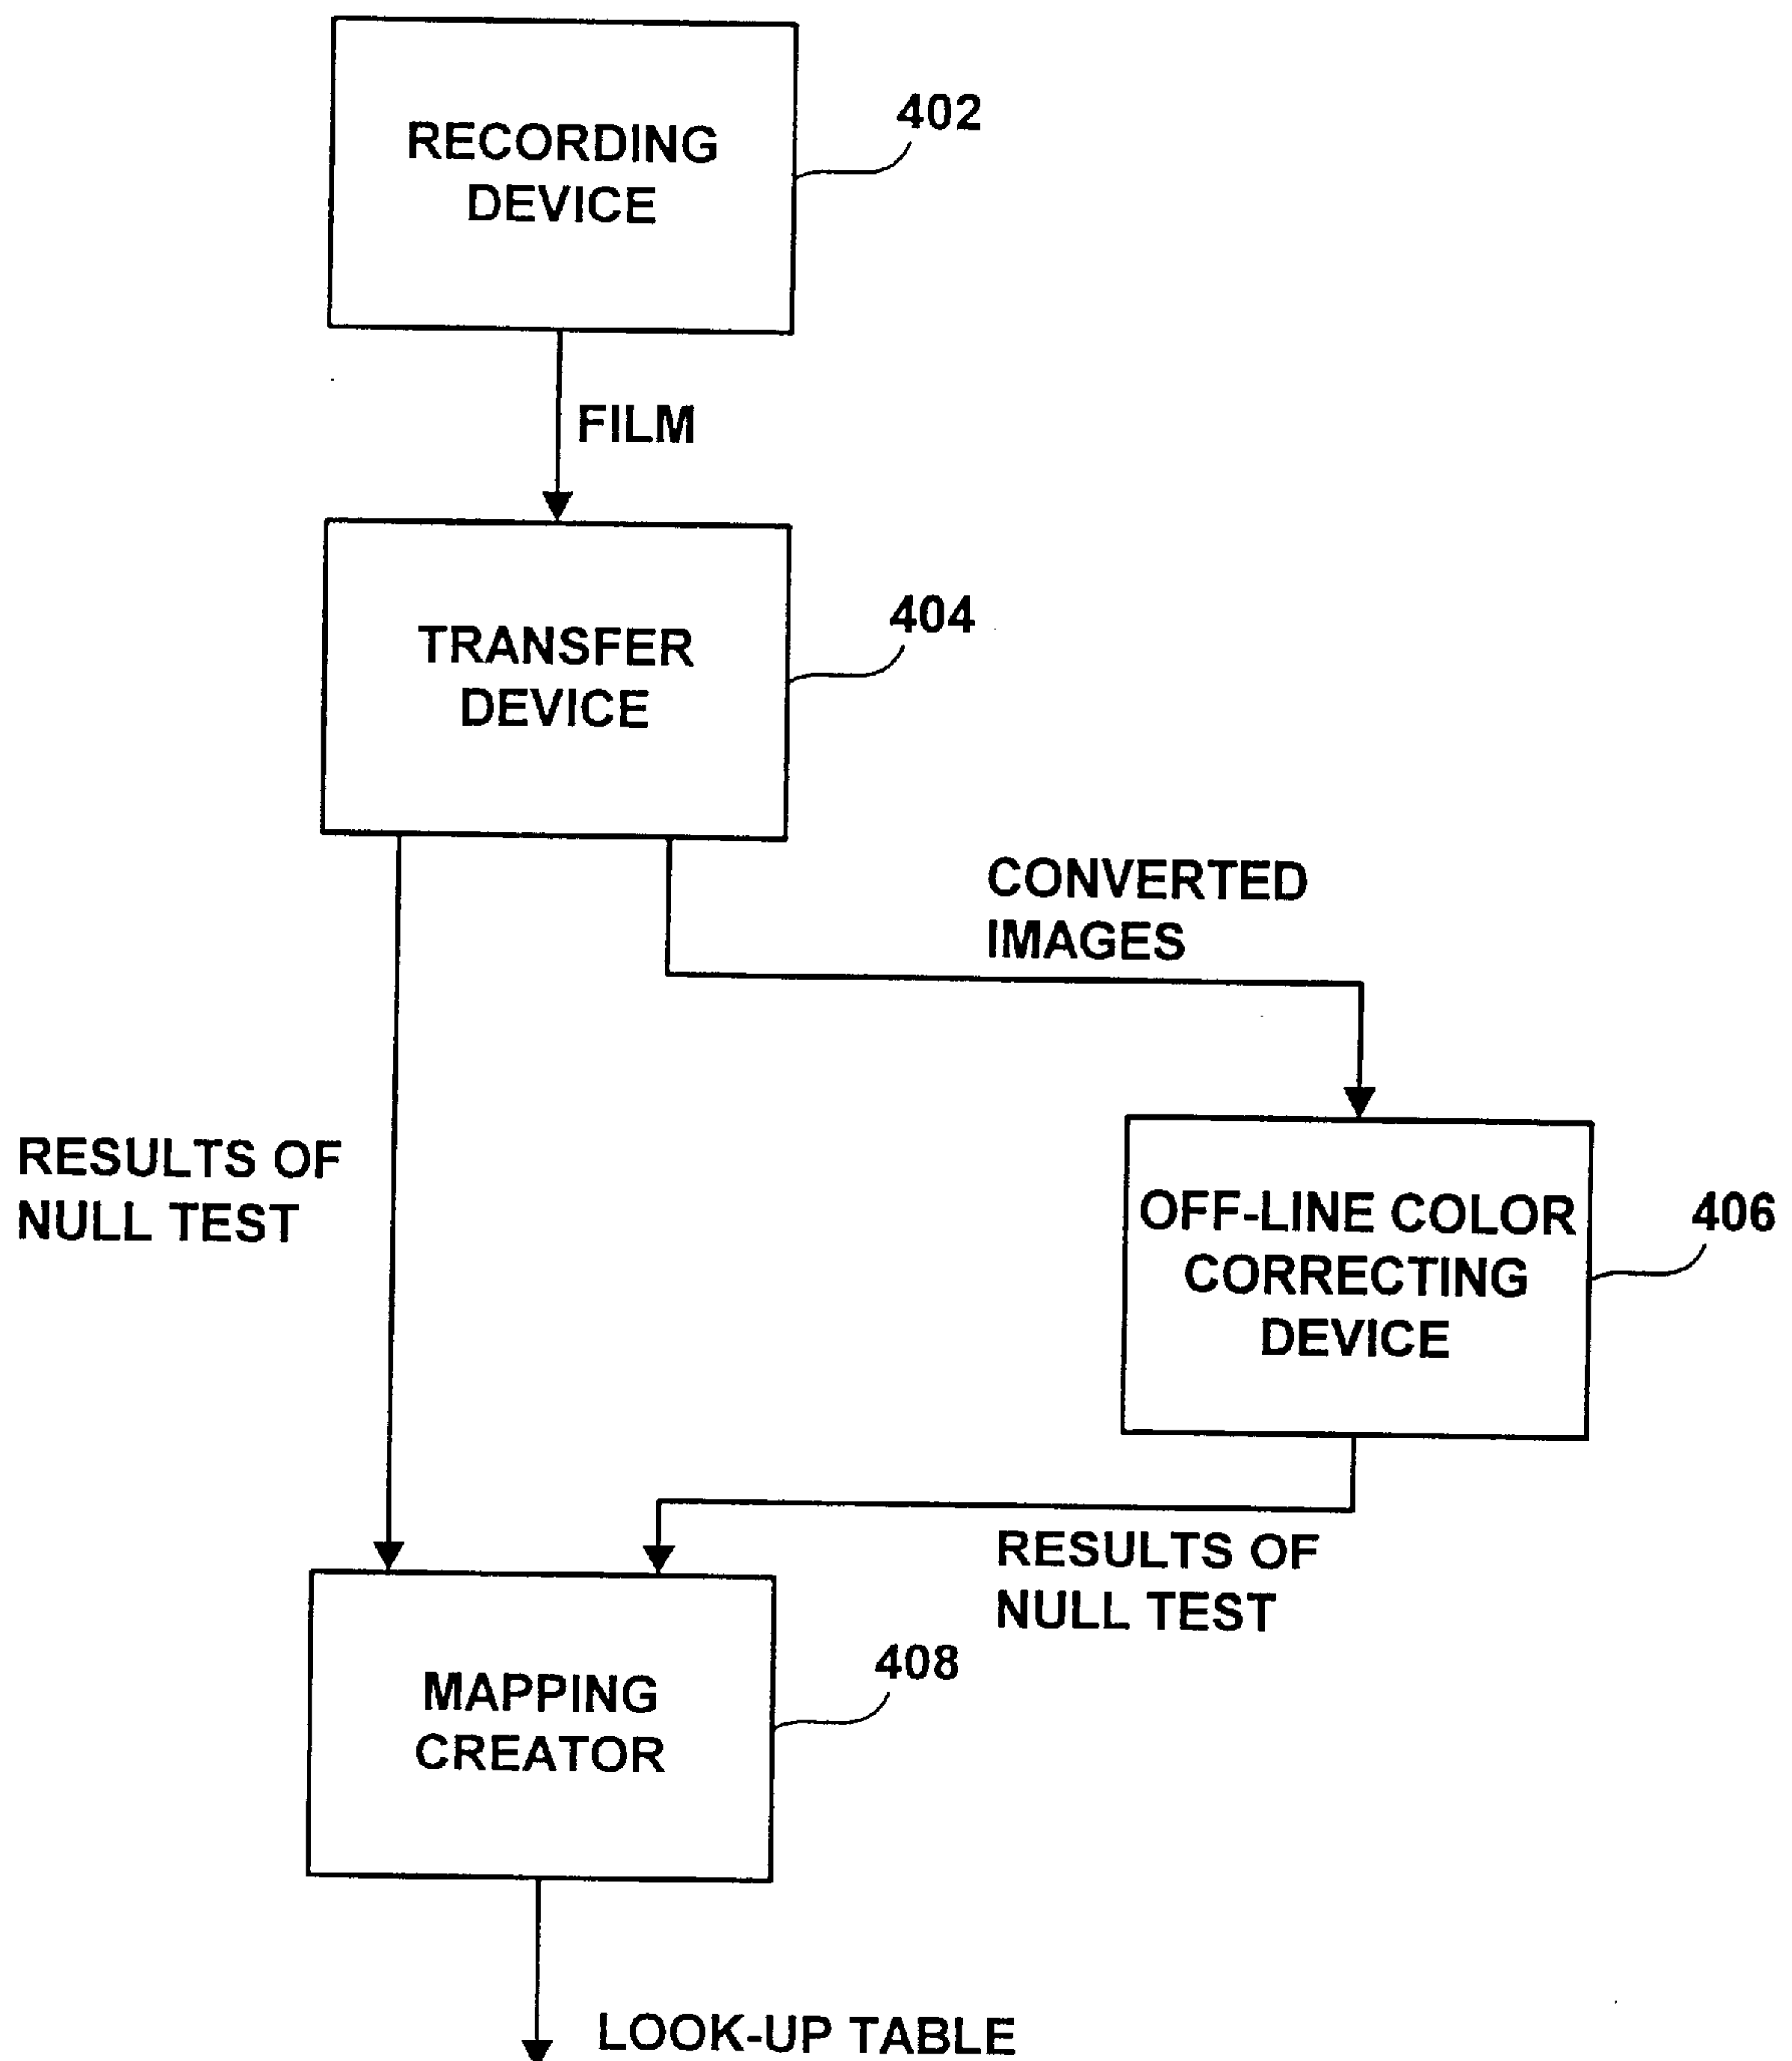 RECORDING
DEVICE
402
FILM
TRANSFER
DEVICE
404
CONVERTED
IMAGES
RESULTS OF
NULL TEST
OFF-LINE COLOR
CORRECTING
DEVICE
406
RESULTS OF
NULL TEST
MAPPING
CREATOR
408
LOOK-UP TABLE